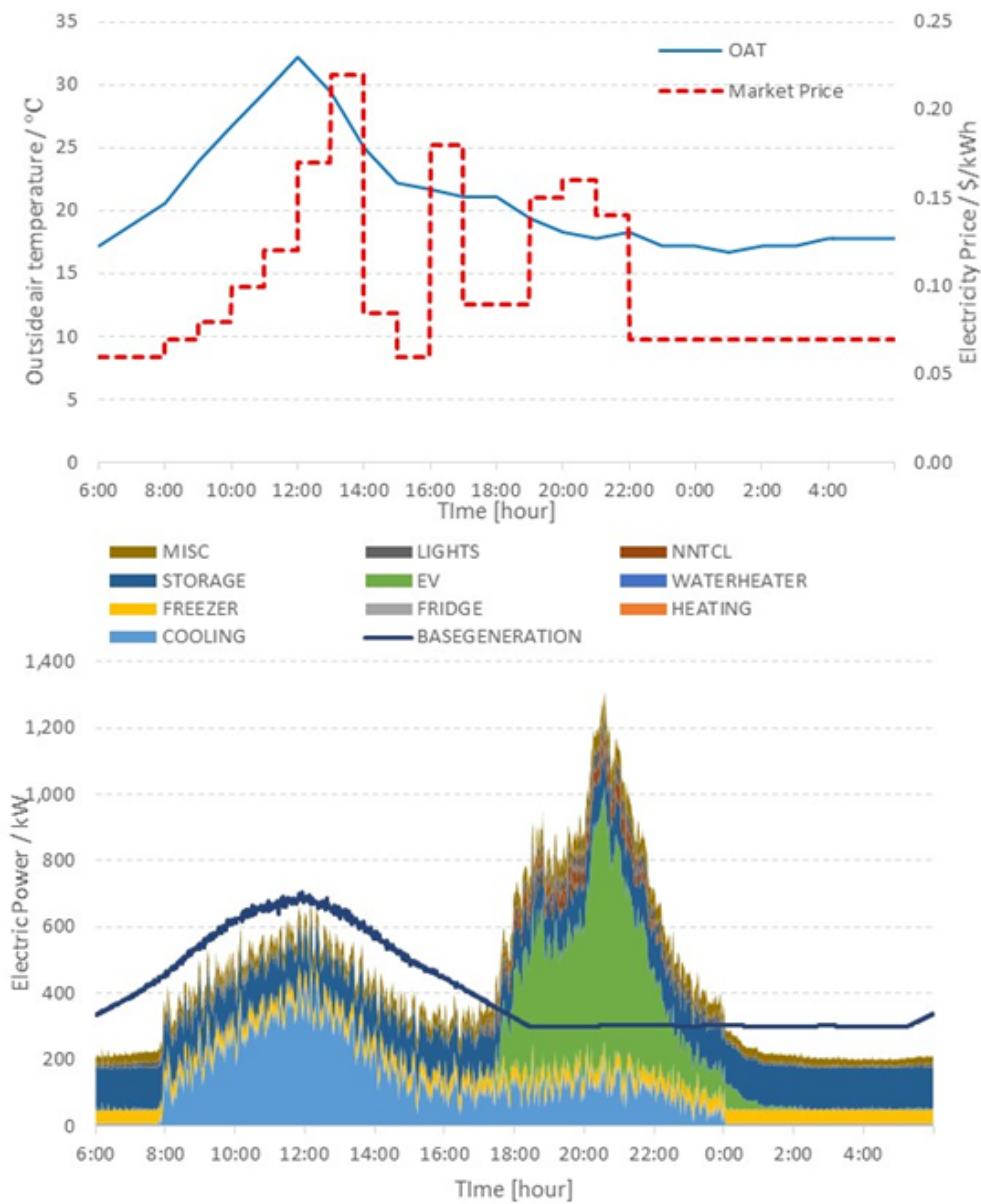 35 0.25
OAT
30 Market Price
0.20
25
20 0.15
15 0.10
10
0.05
5
0 0.00
Outside air temperature / °C
Electricity Price / $/kWh
6:00 8:00 10:00 12:00 14:00 16:00 18:00 20:00 22:00 0:00 2:00 4:00
TIme [hour]
MISC LIGHTS NNTCL
STORAGE EV WATERHEATER
FREEZER FRIDGE HEATING
COOLING BASEGENERATION
1,400
1,200
1,000
800
600
400
200
0
Electric Power / kW
6:00 8:00 10:00 12:00 14:00 16:00 18:00 20:00 22:00 0:00 2:00 4:00
TIme [hour]